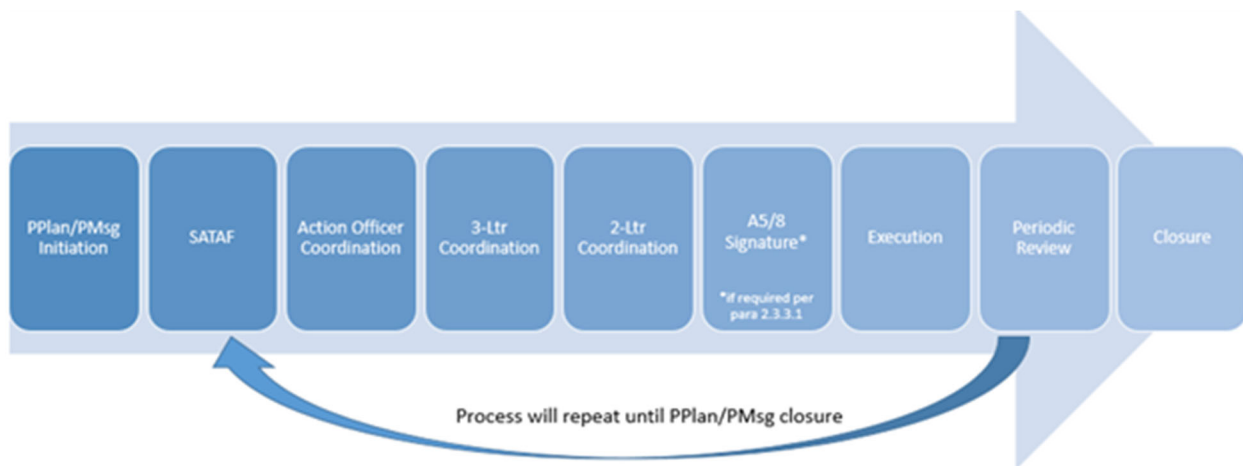 PPlan/PMsg
Initiation
SATAF
Action Officer
Coordination
3-Ltr
Coordination
2-Ltr
Coordination
A5/8
Signature*
*if required per
para 2.3.3.1
Execution
Periodic
Review
Closure
Process will repeat until PPlan/PMsg closure